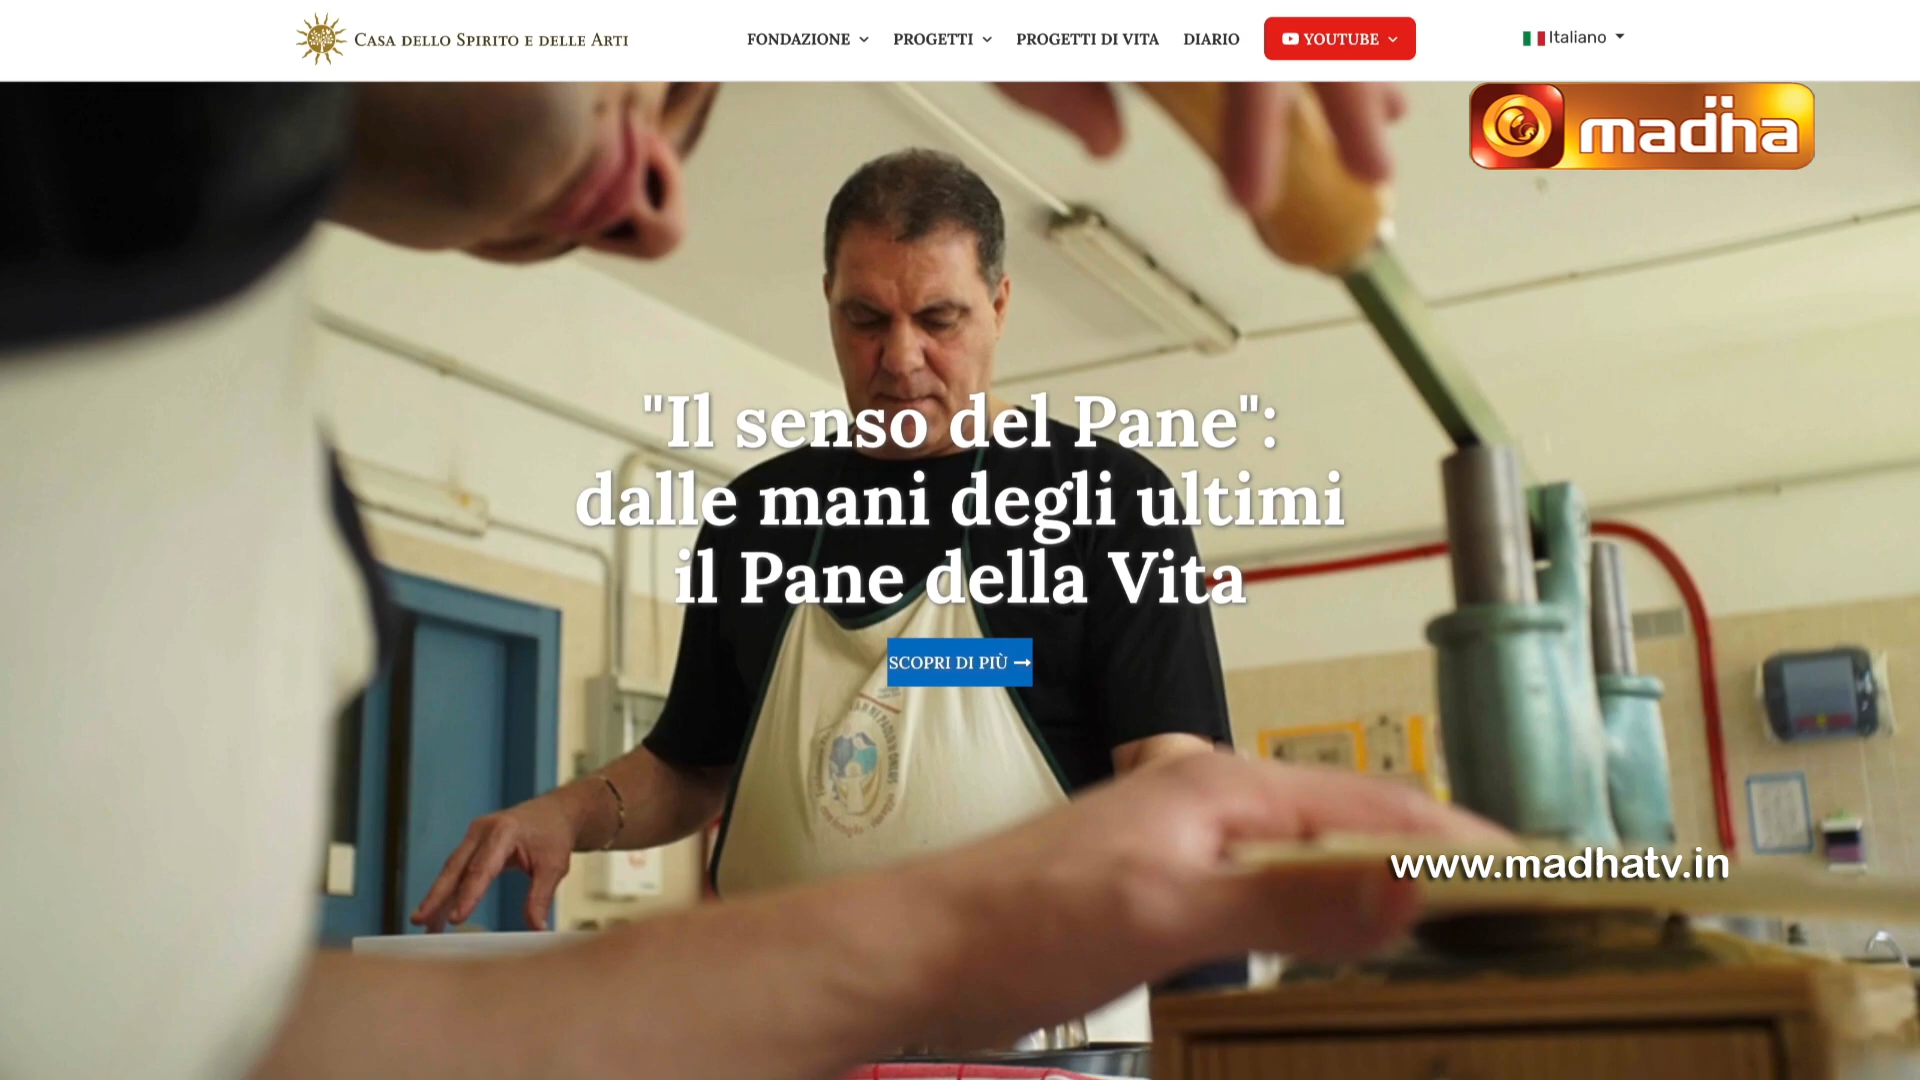 CASA DELLO SPIRITO E DELLE ARTI
FONDAZIONE PROGETTI PROGETTI DI VITA DIARIO YOUTUBE Italiano
madha
"Il senso del Pane":
dalle mani degli ultimi
il Pane della Vita
SCOPRI DI PIÙ
www.madhatv.in